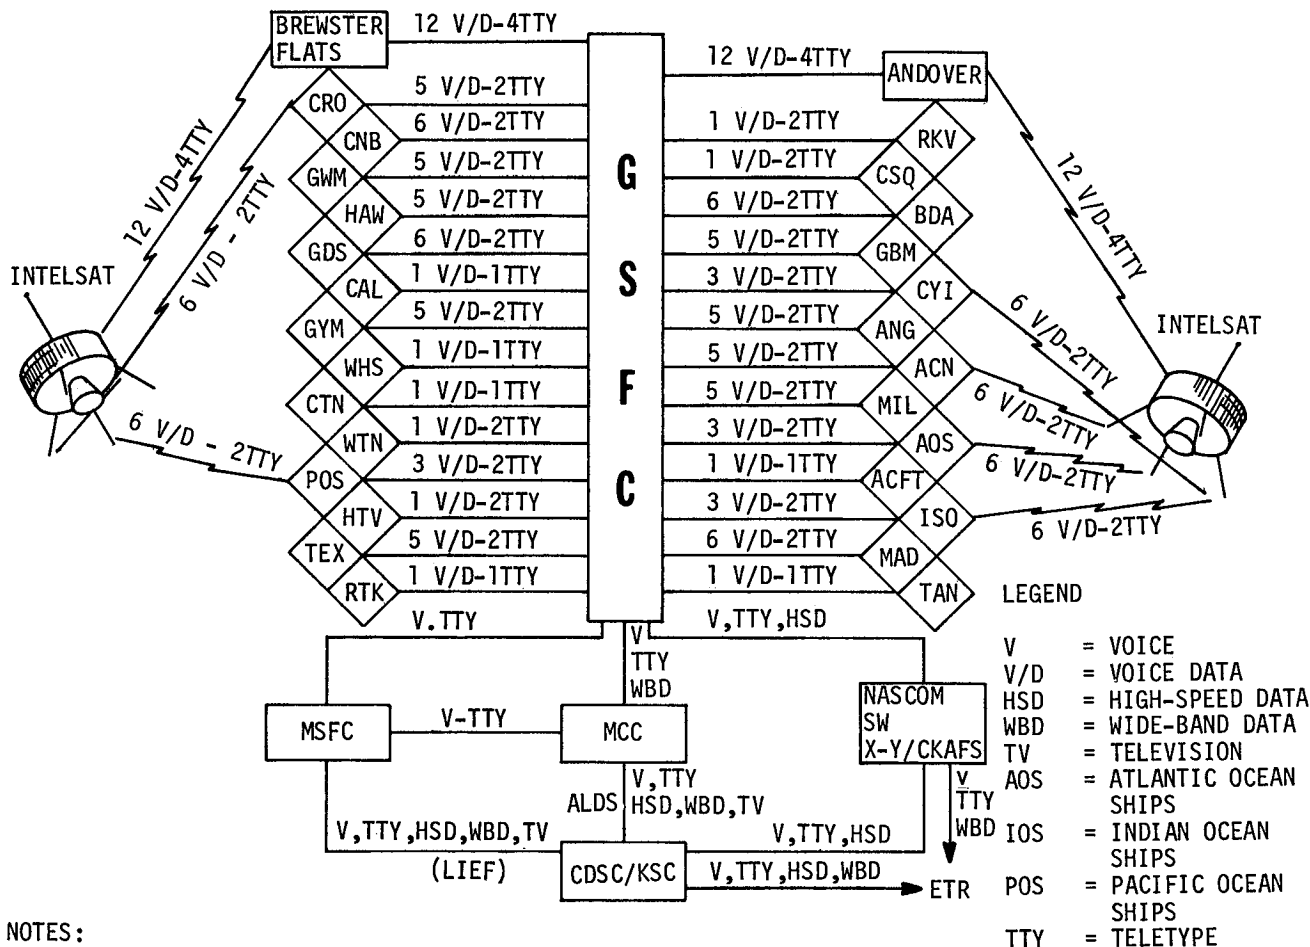 BREWSTER
FLATS
12 V/D-4TTY
12 V/D-4TTY
ANDOVER
CRO
5 V/D-2TTY
CNB
6 V/D-2TTY
GWM
5 V/D-2TTY
HAW
5 V/D-2TTY
GDS
6 V/D-2TTY
CAL
1 V/D-1TTY
GYM
5 V/D-2TTY
WHS
1 V/D-1TTY
CTN
1 V/D-1TTY
WTN
1 V/D-2TTY
POS
3 V/D-2TTY
HTV
1 V/D-2TTY
TEX
5 V/D-2TTY
RTK
1 V/D-1TTY
12 V/D-4TTY
6 V/D - 2TTY
INTELSAT
6 V/D - 2TTY
G
S
F
C
1 V/D-2TTY
RKV
1 V/D-2TTY
CSQ
6 V/D-2TTY
BDA
5 V/D-2TTY
GBM
3 V/D-2TTY
CYI
5 V/D-2TTY
ANG
5 V/D-2TTY
ACN
5 V/D-2TTY
MIL
3 V/D-2TTY
AOS
1 V/D-1TTY
ACFT
3 V/D-2TTY
ISO
6 V/D-2TTY
MAD
1 V/D-1TTY
TAN
12 V/D-4TTY
6 V/D-2TTY
INTELSAT
6 V/D-2TTY
6 V/D-2TTY
6 V/D-2TTY
V.TTY
V
TTY
WBD
V,TTY,HSD
MSFC
V-TTY
MCC
NASCOM
SW
X-Y/CKAFS
ALDS
V,TTY
HSD,WBD,TV
V
TTY
WBD
V,TTY,HSD,WBD,TV
(LIEF)
V,TTY,HSD
CDSC/KSC
V,TTY,HSD,WBD
ETR
LEGEND
V = VOICE
V/D = VOICE DATA
HSD = HIGH-SPEED DATA
WBD = WIDE-BAND DATA
TV = TELEVISION
AOS = ATLANTIC OCEAN
SHIPS
IOS = INDIAN OCEAN
SHIPS
POS = PACIFIC OCEAN
SHIPS
TTY = TELETYPE
NOTES: